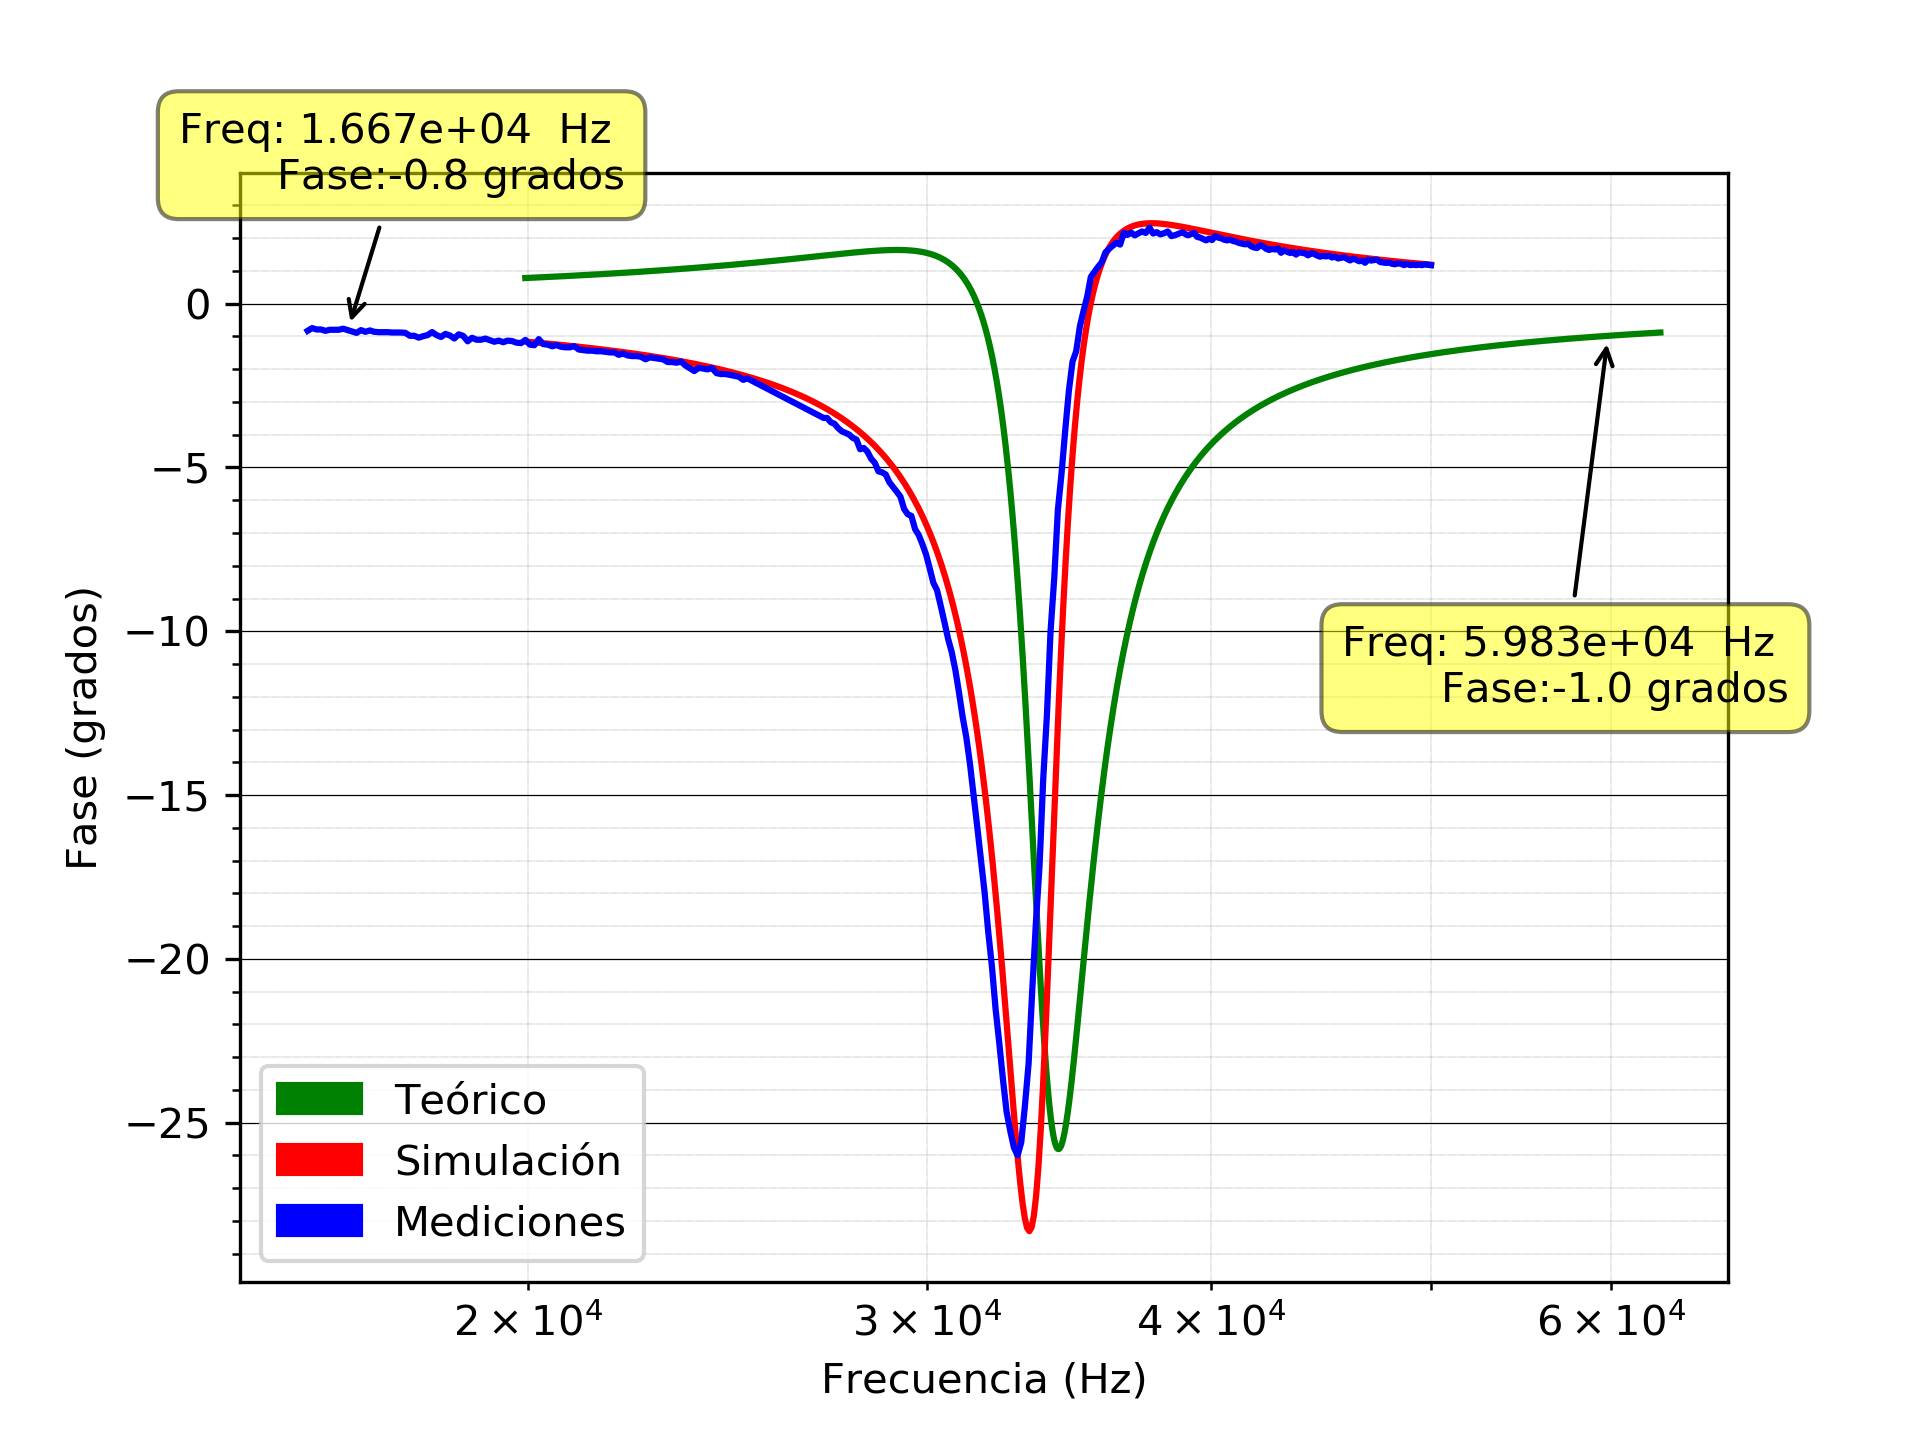 Freq: 1.667e+04  Hz
Fase:-0.8 grados
0
−5
−10
−15
−20
−25
Fase (grados)
Freq: 5.983e+04  Hz
Fase:-1.0 grados
Teórico
Simulación
Mediciones
2 × 10⁴
3 × 10⁴
4 × 10⁴
6 × 10⁴
Frecuencia (Hz)